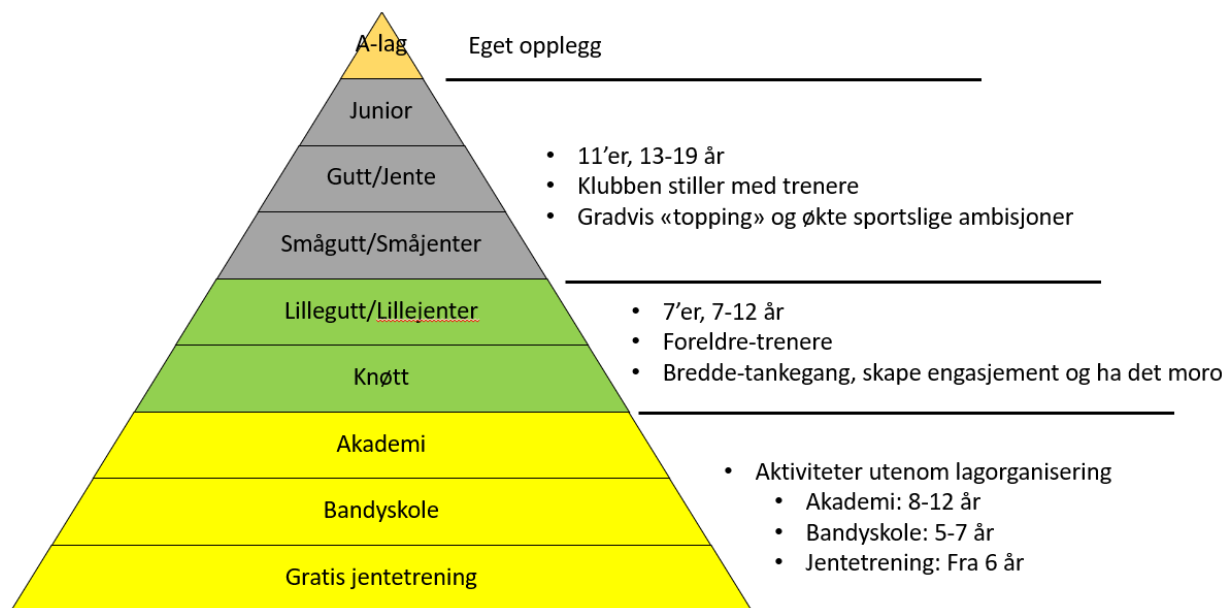 A-lag
Eget opplegg
Junior
Gutt/Jente
Smågutt/Småjenter
• 11’er, 13-19 år
• Klubben stiller med trenere
• Gradvis «topping» og økte sportslige ambisjoner
Lillegutt/Lillejenter
Knøtt
• 7’er, 7-12 år
• Foreldre-trenere
• Bredde-tankegang, skape engasjement og ha det moro
Akademi
Bandyskole
Gratis jentetrening
• Aktiviteter utenom lagorganisering
• Akademi: 8-12 år
• Bandyskole: 5-7 år
• Jentetrening: Fra 6 år